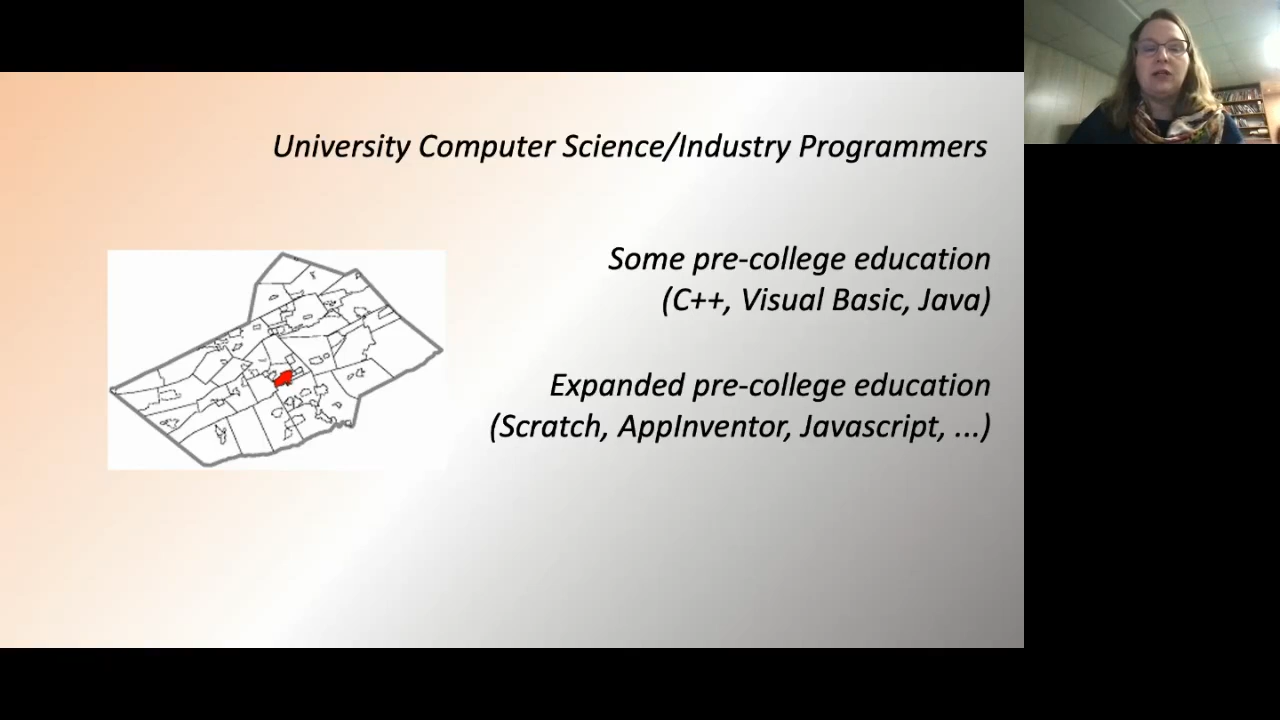 University Computer Science/Industry Programmers
Some pre-college education
(C++, Visual Basic, Java)
Expanded pre-college education
(Scratch, AppInventor, Javascript, ...)